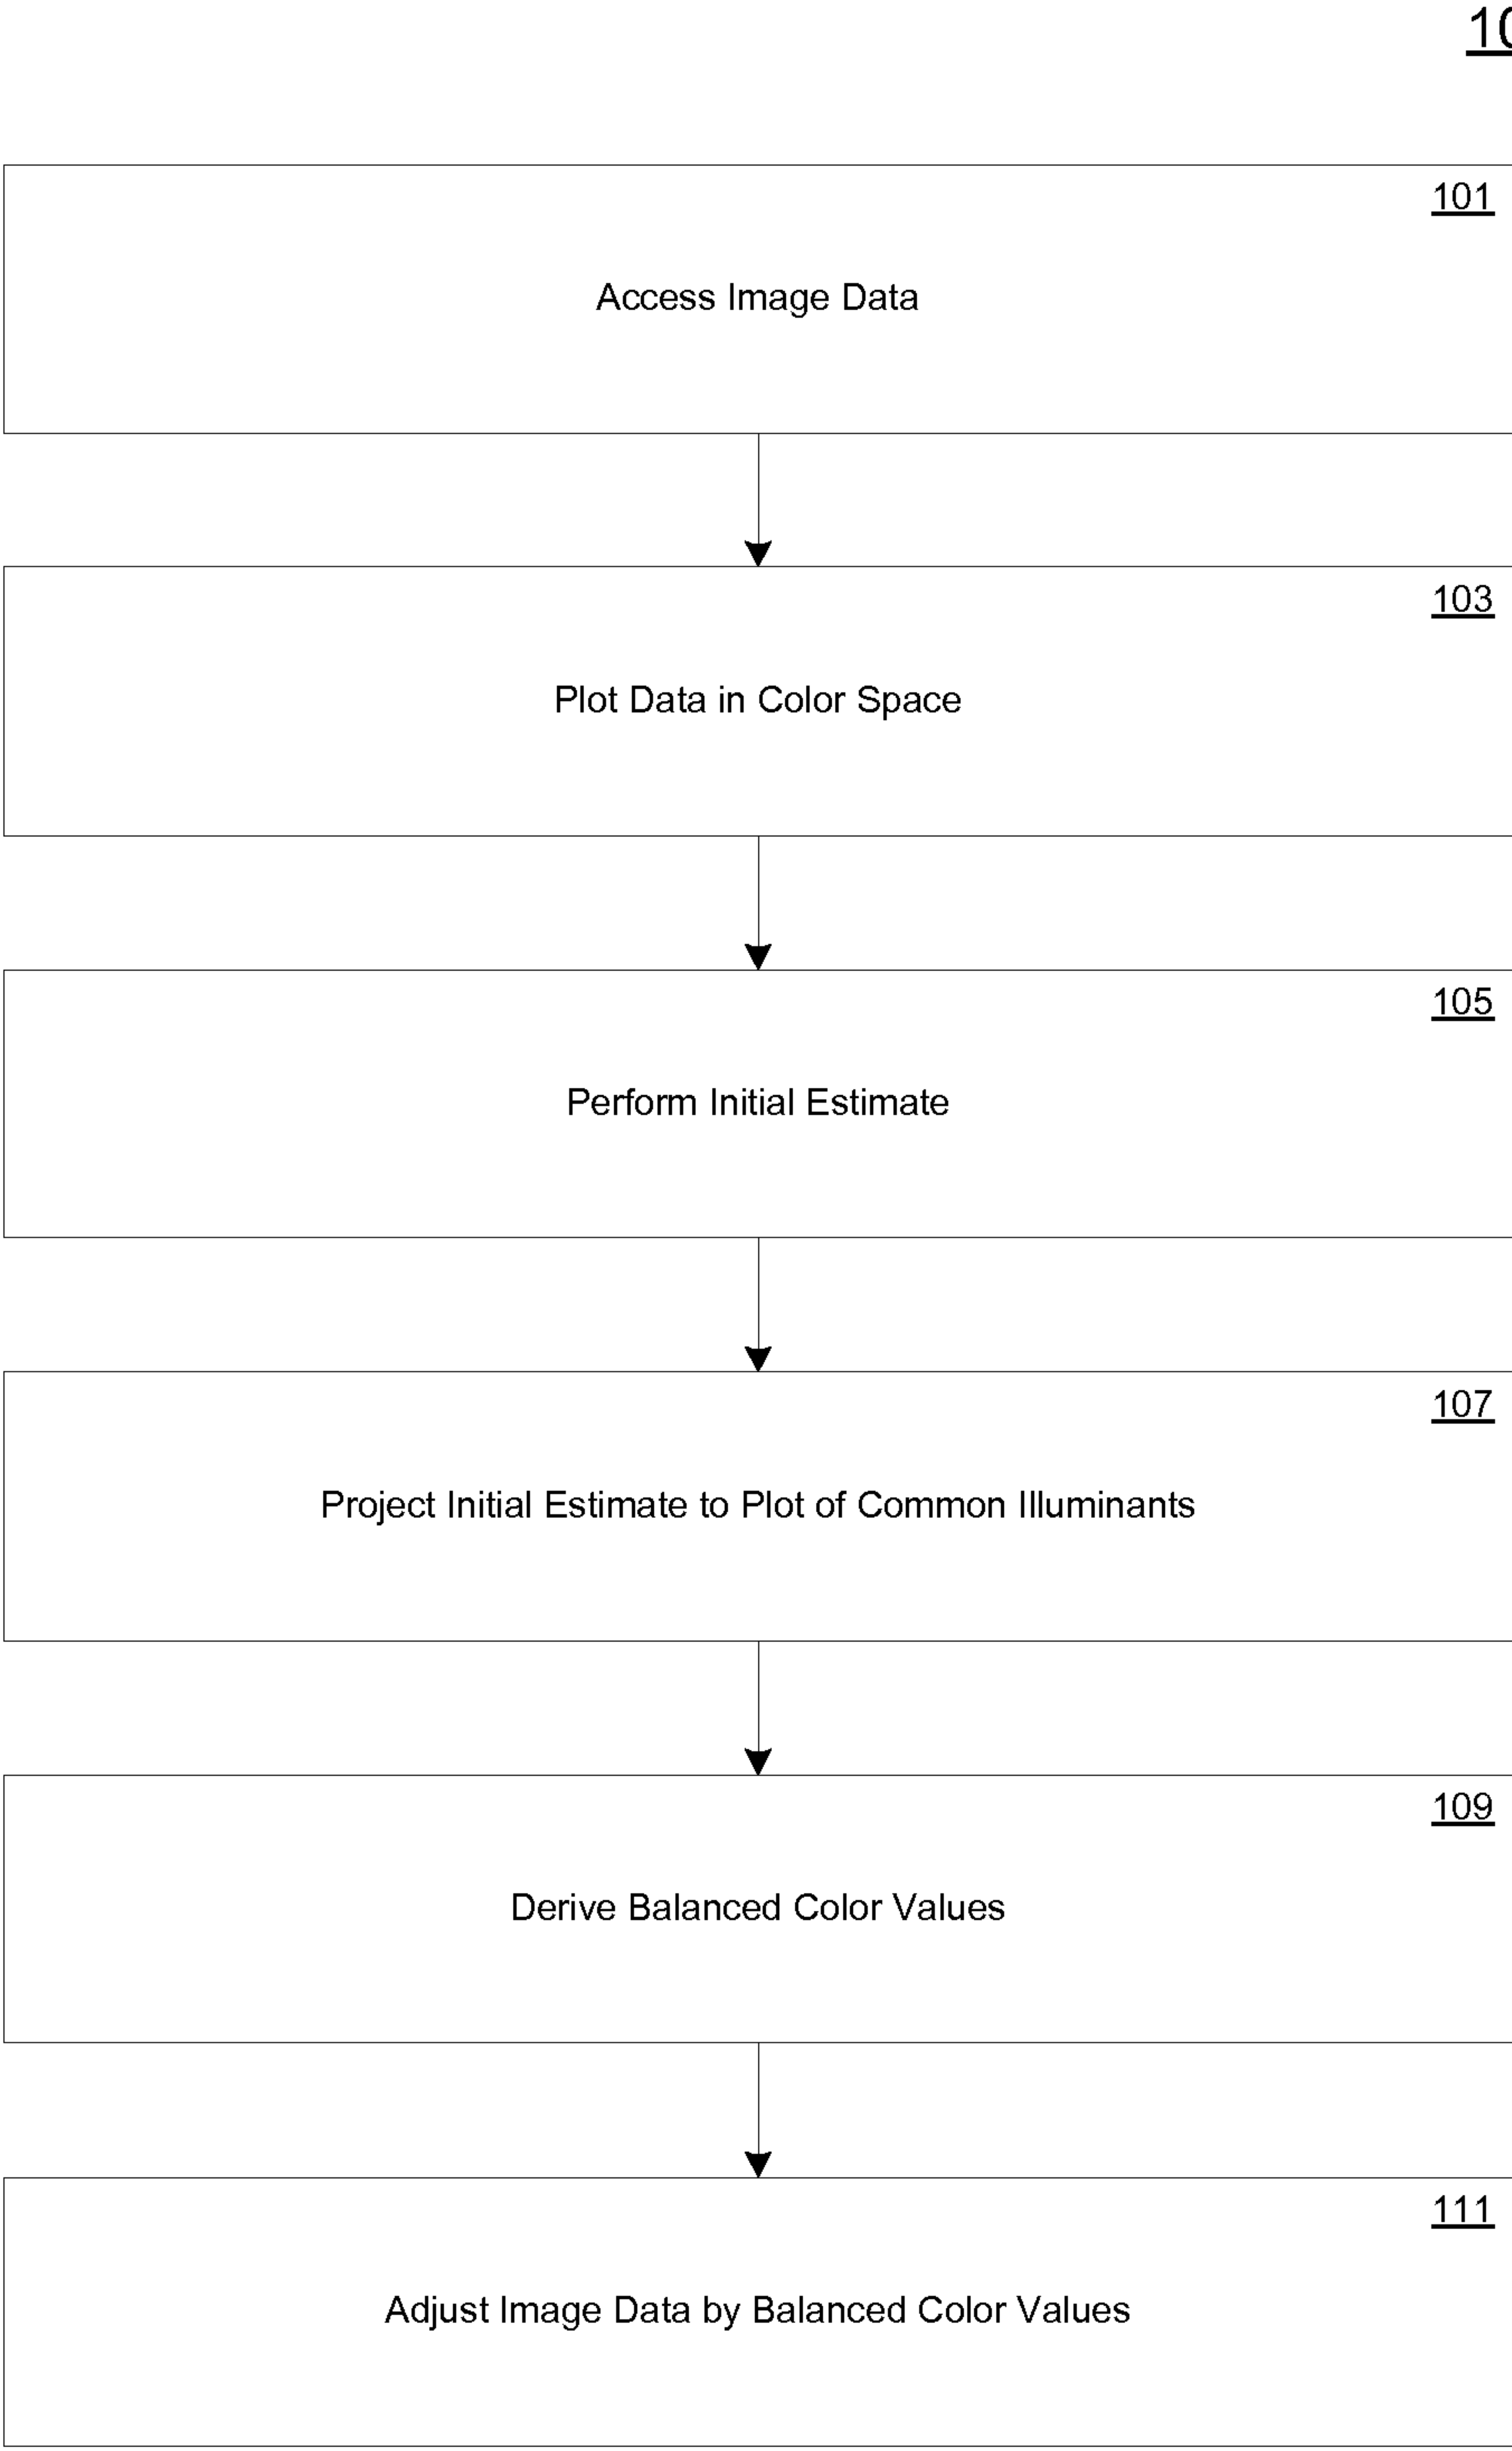 10
101
Access Image Data
103
Plot Data in Color Space
105
Perform Initial Estimate
107
Project Initial Estimate to Plot of Common Illuminants
109
Derive Balanced Color Values
111
Adjust Image Data by Balanced Color Values